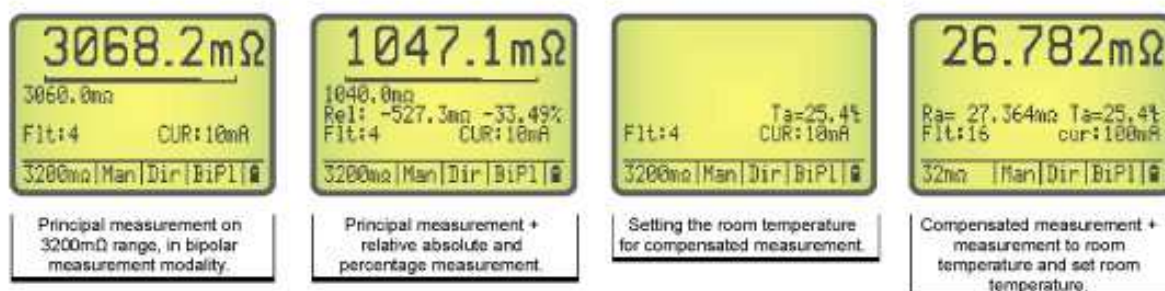 3068.2mΩ
3060.0mΩ
Flt:4 CUR:10mA
3200mΩ|Man|Dir|BiPl|
Principal measurement on
3200mΩ range, in bipolar
measurement modality.
1047.1mΩ
1040.0mΩ
Rel: -527.3mΩ -33.49%
Flt:4 CUR:10mA
3200mΩ|Man|Dir|BiPl|
Principal measurement +
relative absolute and
percentage measurement.
Ta=25.4℃
Flt:4 CUR:10mA
3200mΩ|Man|Dir|BiPl|
Setting the room temperature
for compensated measurement.
26.782mΩ
Ra= 27.364mΩ Ta=25.4℃
Flt:16 cur:100mA
32mΩ |Man|Dir|BiPl|
Compensated measurement +
measurement to room
temperature and set room
temperature.